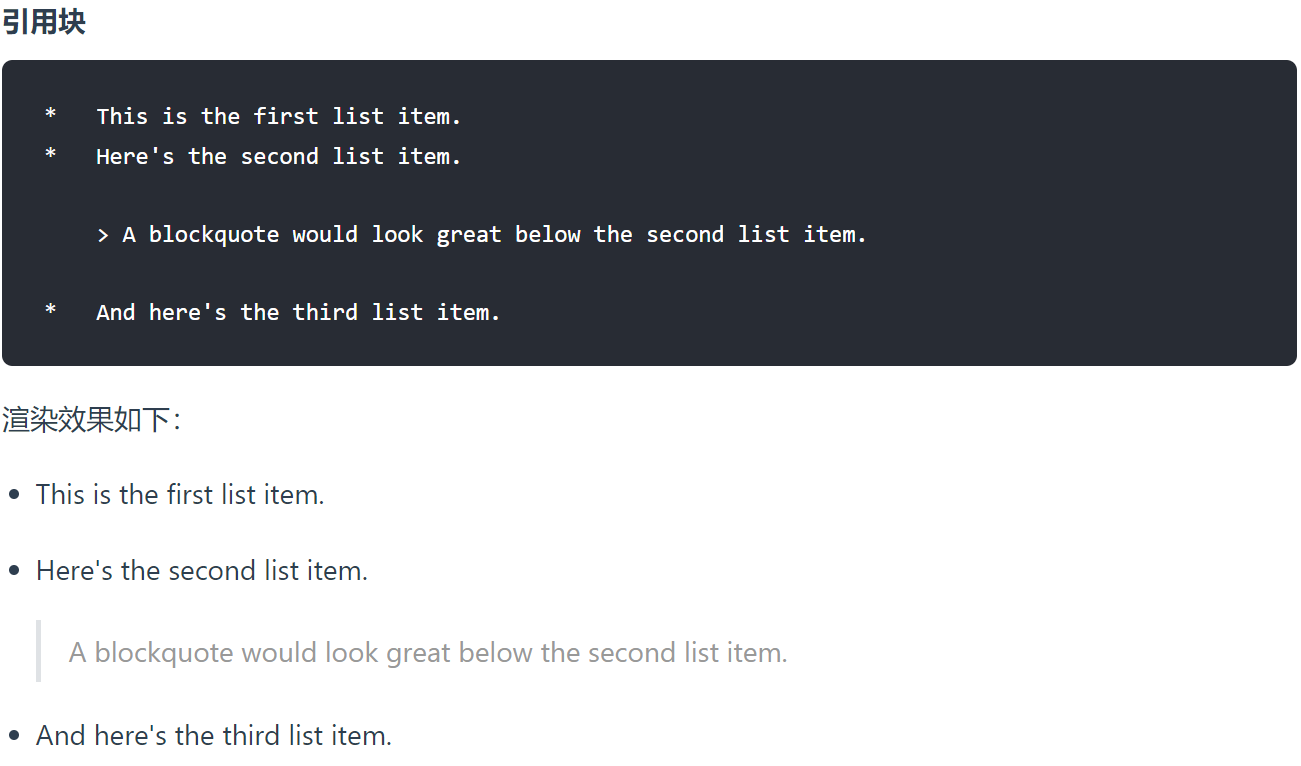 引用块
*   This is the first list item.
*   Here's the second list item.
    > A blockquote would look great below the second list item.
*   And here's the third list item.
渲染效果如下：
• This is the first list item.
• Here's the second list item.
A blockquote would look great below the second list item.
• And here's the third list item.